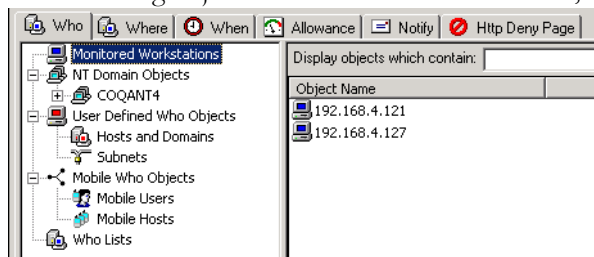 Who Where When Allowance Notify Http Deny Page
Monitored Workstations
NT Domain Objects
COQANT4
User Defined Who Objects
Hosts and Domains
Subnets
Mobile Who Objects
Mobile Users
Mobile Hosts
Who Lists
Display objects which contain:
Object Name
192.168.4.121
192.168.4.127